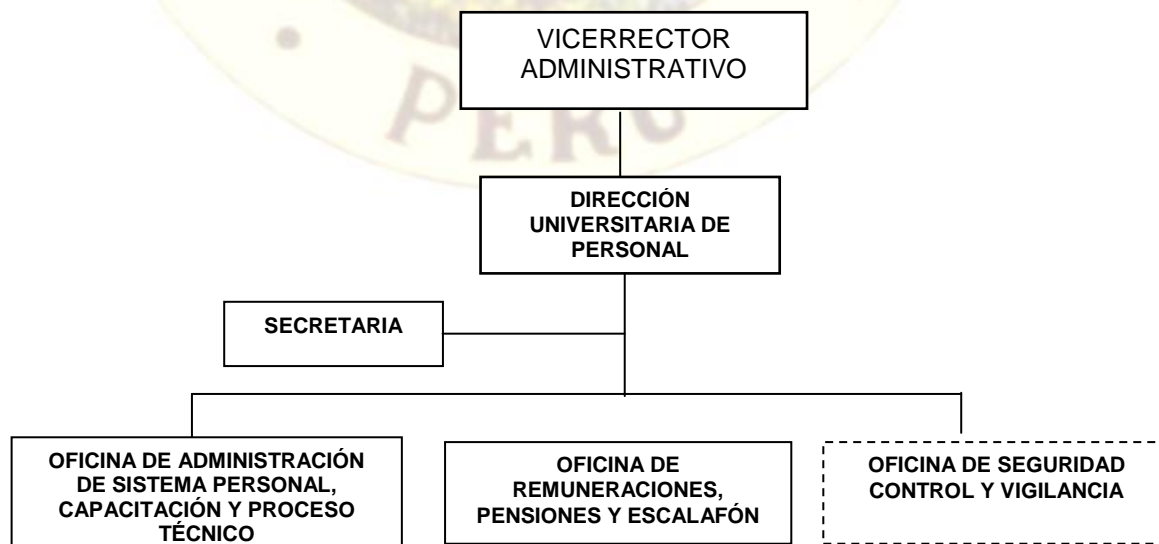 PERU
VICERRECTOR
ADMINISTRATIVO
DIRECCIÓN
UNIVERSITARIA DE
PERSONAL
SECRETARIA
OFICINA DE ADMINISTRACIÓN
DE SISTEMA PERSONAL,
CAPACITACIÓN Y PROCESO
TÉCNICO
OFICINA DE
REMUNERACIONES,
PENSIONES Y ESCALAFÓN
OFICINA DE SEGURIDAD
CONTROL Y VIGILANCIA